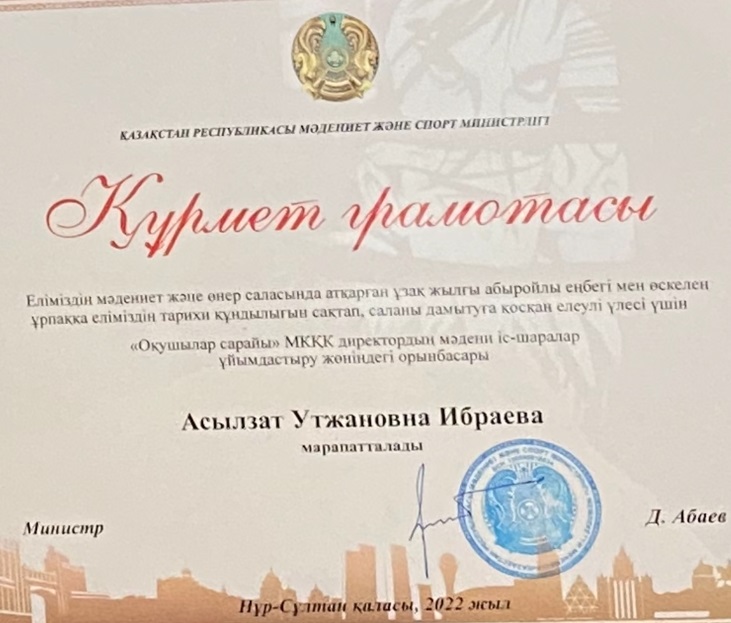 ҚАЗАҚСТАН РЕСПУБЛИКАСЫ МӘДЕНИЕТ ЖӘНЕ СПОРТ МИНИСТРЛІГІ
Құрмет грамотасы
Еліміздің мәдениет және өнер саласында атқарған ұзақ жылғы абыройлы еңбегі мен өскелең
ұрпаққа еліміздің тарихи құндылығын сақтап, саланы дамытуға қосқан елеулі үлесі үшін
«Оқушылар сарайы» МКҚК директордың мәдени іс-шаралар
ұйымдастыру жөніндегі орынбасары
Асылзат Утжановна Ибраева
марапатталады
Министр
Д. Абаев
Нұр-Сұлтан қаласы, 2022 жыл